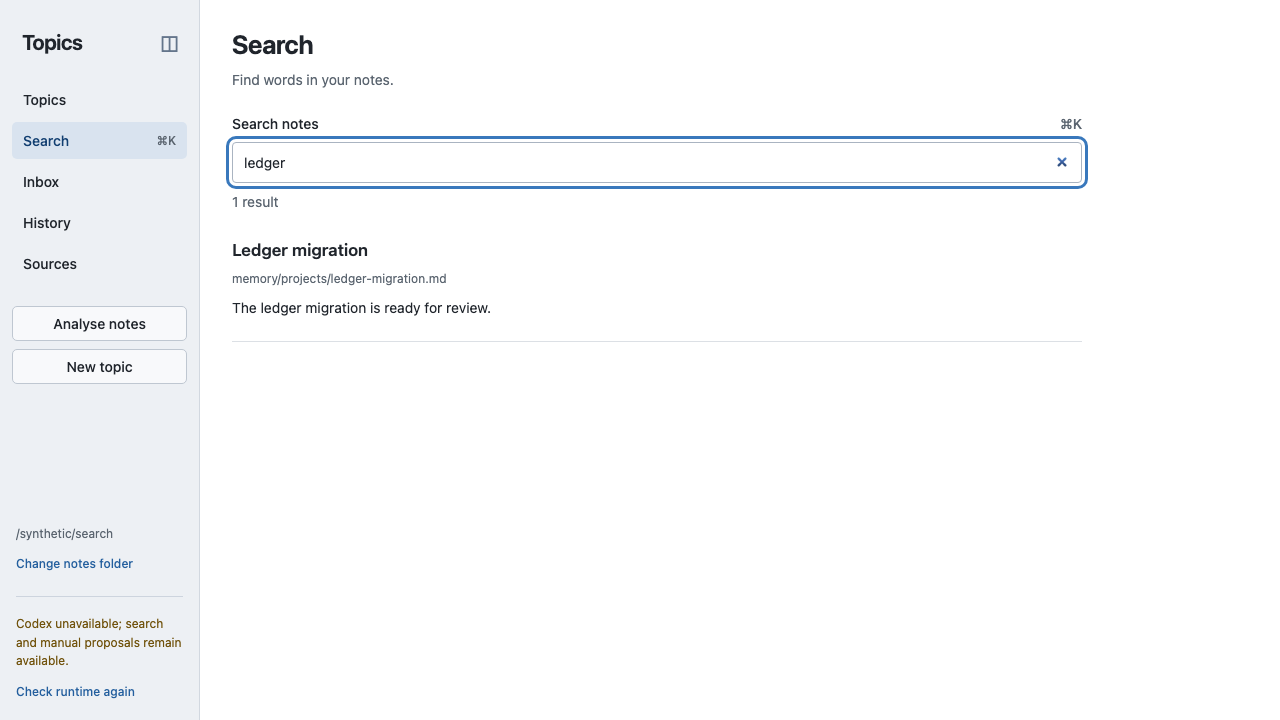 Topics
Topics
Search ⌘K
Inbox
History
Sources
Analyse notes
New topic
/synthetic/search
Change notes folder
Codex unavailable; search
and manual proposals remain
available.
Check runtime again
Search
Find words in your notes.
Search notes ⌘K
ledger
1 result
Ledger migration
memory/projects/ledger-migration.md
The ledger migration is ready for review.